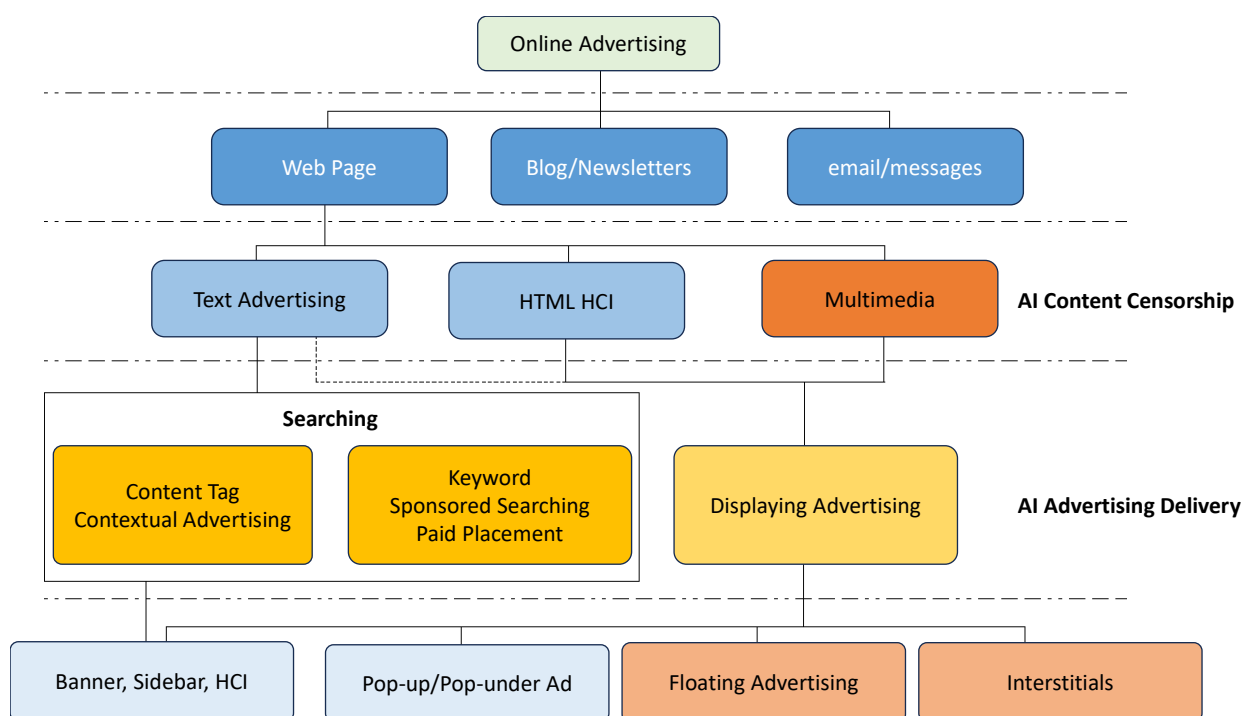 Online Advertising
Web Page
Blog/Newsletters
email/messages
Text Advertising
HTML HCI
Multimedia
AI Content Censorship
Searching
Content Tag
Contextual Advertising
Keyword
Sponsored Searching
Paid Placement
Displaying Advertising
AI Advertising Delivery
Banner, Sidebar, HCI
Pop-up/Pop-under Ad
Floating Advertising
Interstitials